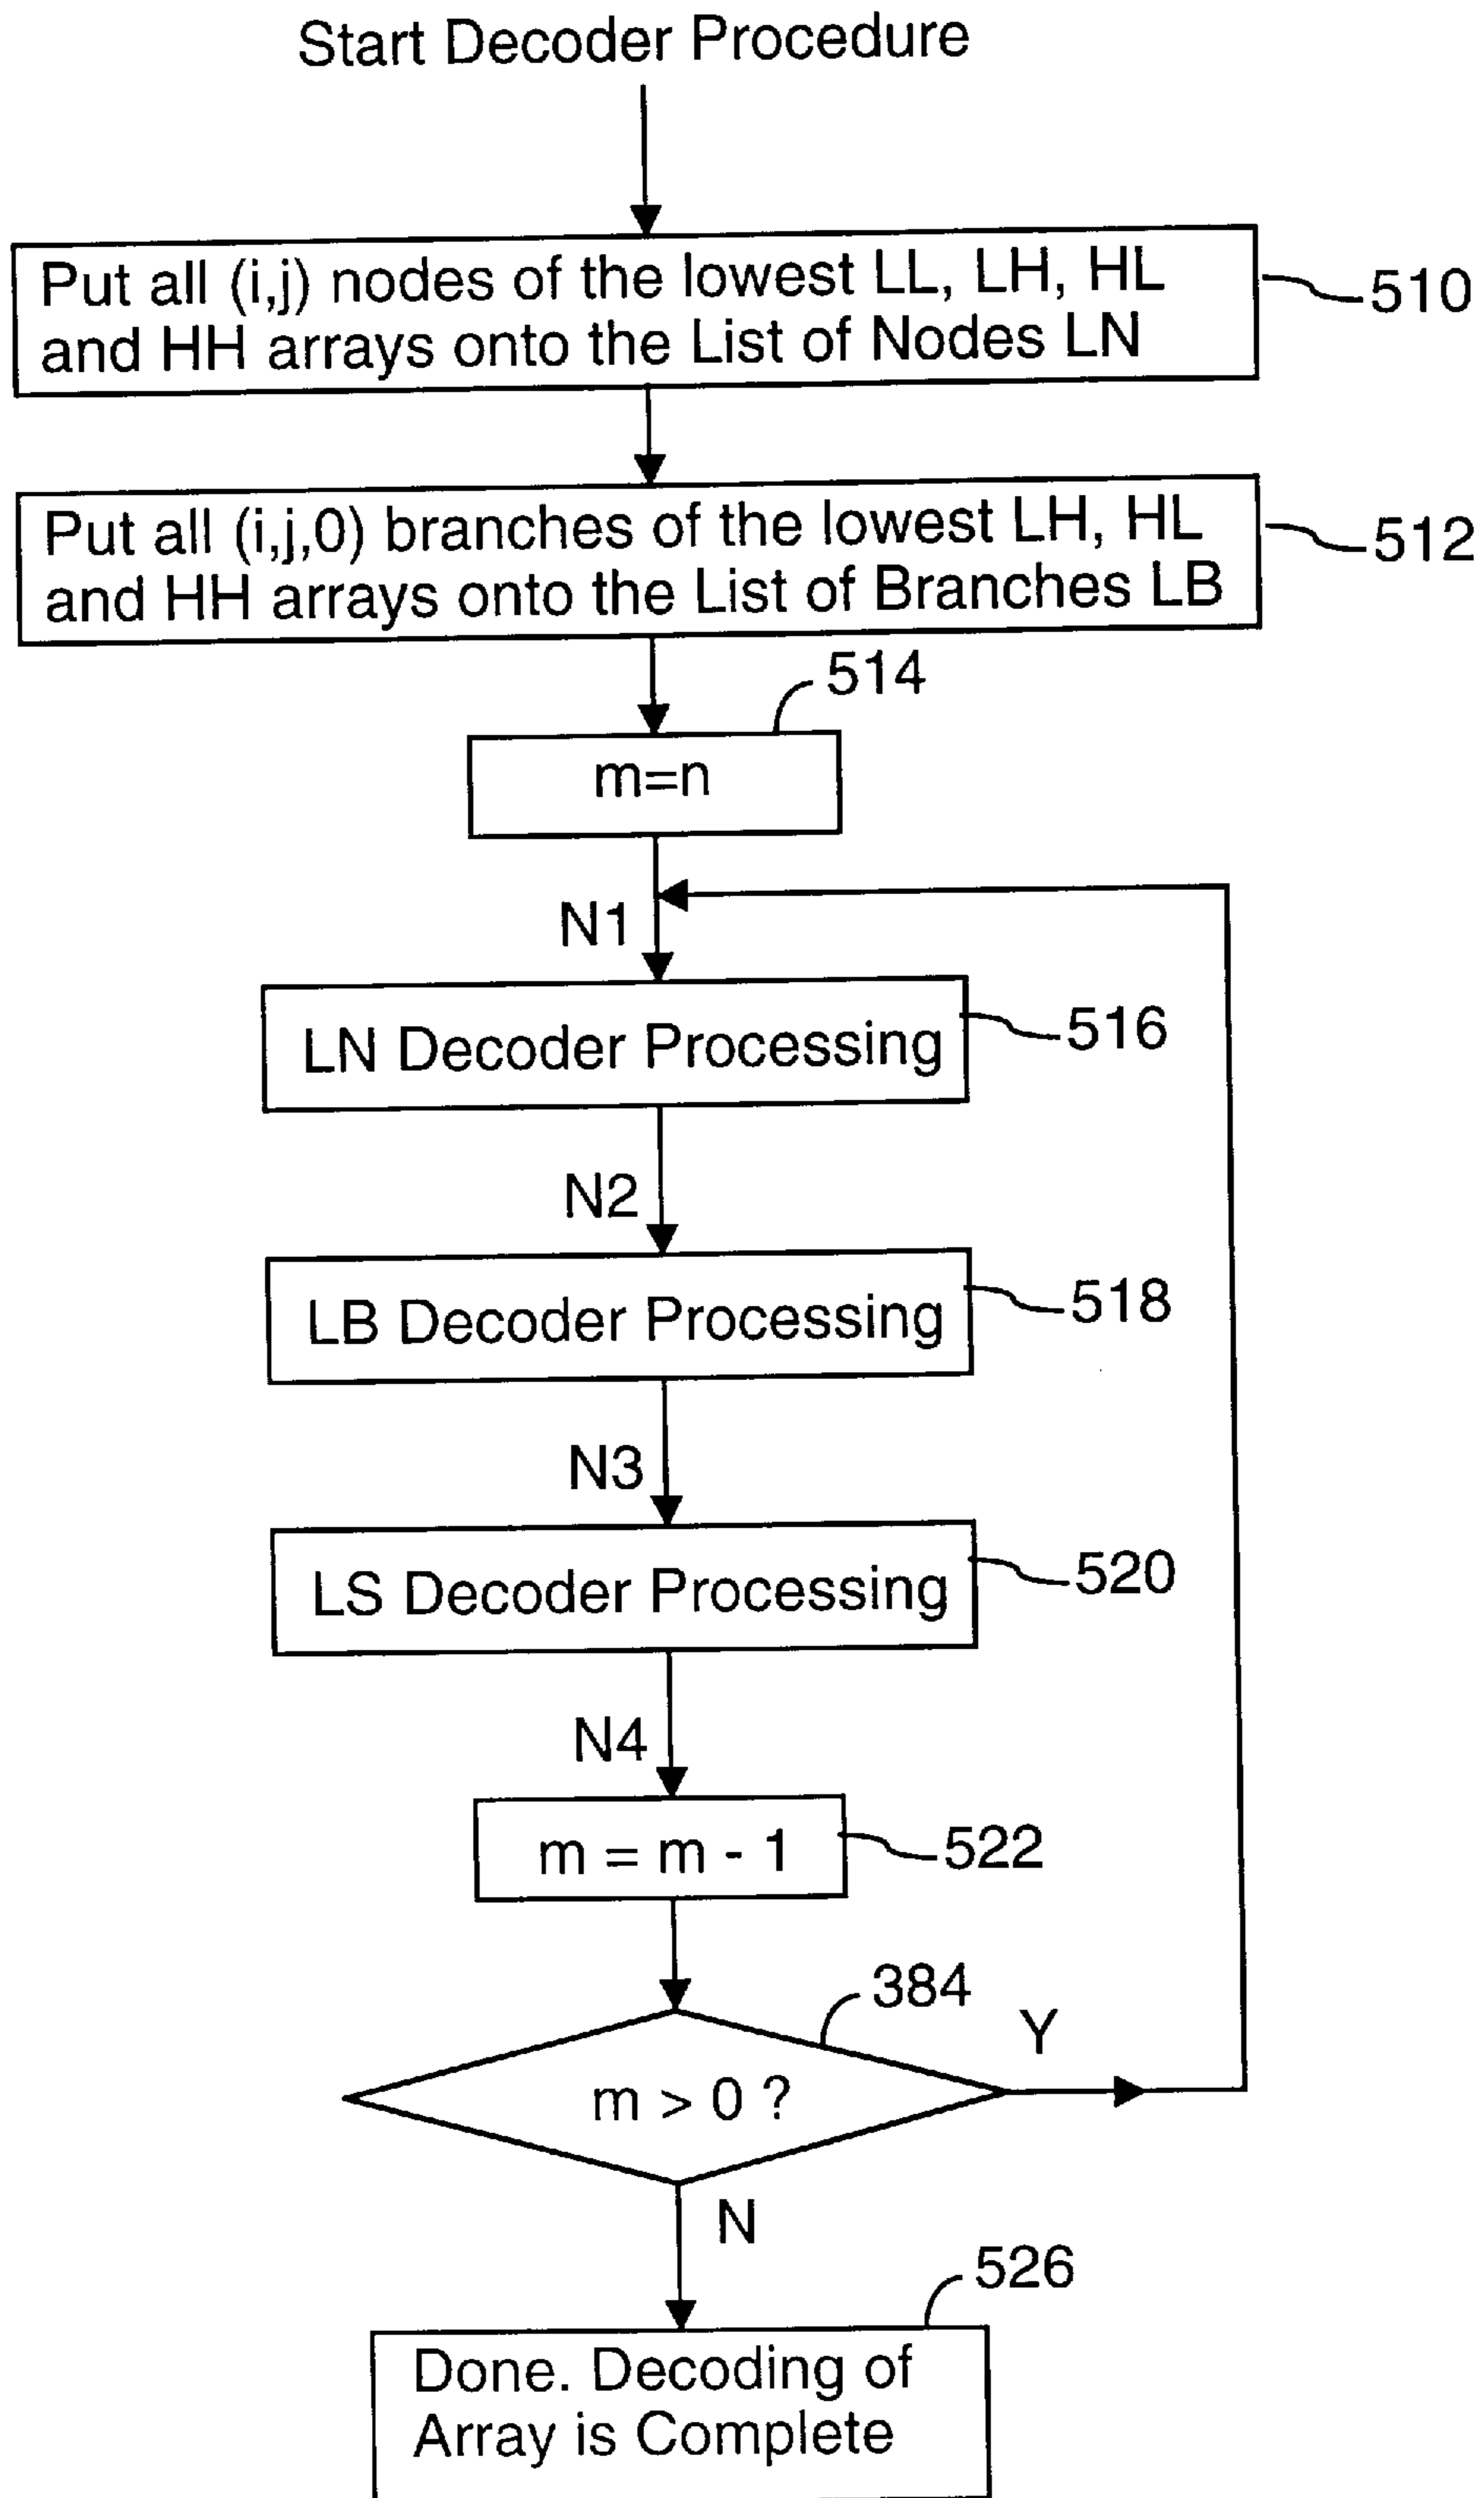 Start Decoder Procedure
Put all (i,j) nodes of the lowest LL, LH, HL
and HH arrays onto the List of Nodes LN
510
Put all (i,j,0) branches of the lowest LH, HL
and HH arrays onto the List of Branches LB
512
514
m=n
N1
LN Decoder Processing
516
N2
LB Decoder Processing
518
N3
LS Decoder Processing
520
N4
m = m - 1
522
384
m > 0 ?
Y
N
526
Done. Decoding of
Array is Complete